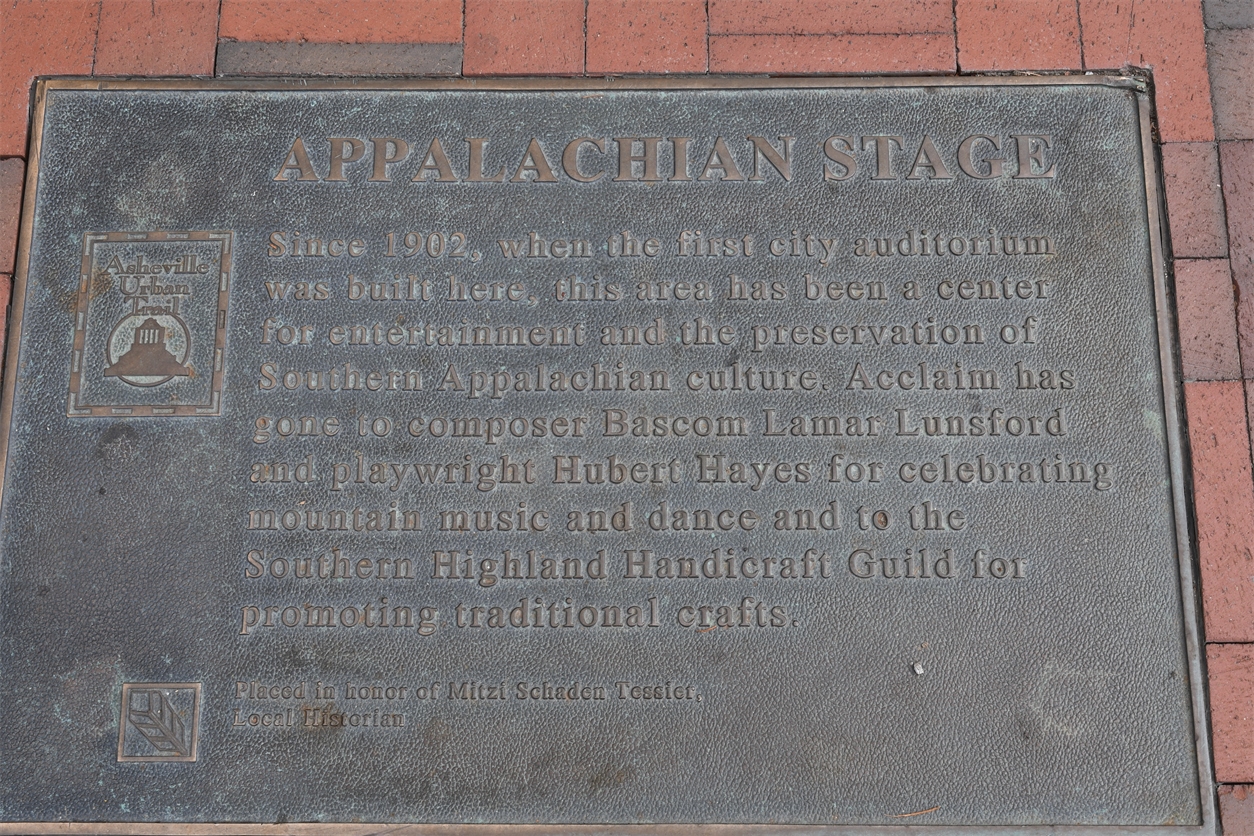 APPALACHIAN STAGE
Asheville
Urban
Trail
Since 1902, when the first city auditorium
was built here, this area has been a center
for entertainment and the preservation of
Southern Appalachian culture. Acclaim has
gone to composer Bascom Lamar Lunsford
and playwright Hubert Hayes for celebrating
mountain music and dance and to the
Southern Highland Handicraft Guild for
promoting traditional crafts.
Placed in honor of Mitzi Schaden Tessier,
Local Historian